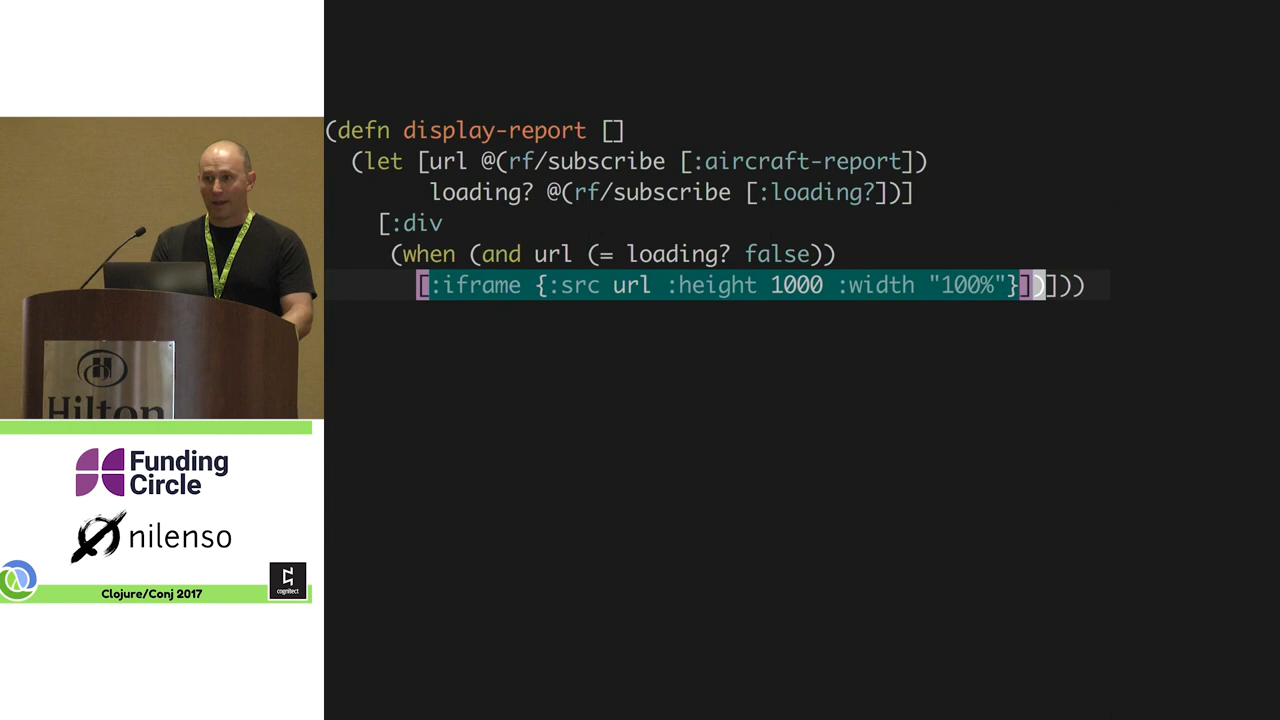 (defn display-report []
  (let [url @(rf/subscribe [:aircraft-report])
        loading? @(rf/subscribe [:loading?])]
    [:div
     (when (and url (= loading? false))
       [:iframe {:src url :height 1000 :width "100%"}])]))
Hilton
Funding
Circle
nilenso
Clojure/Conj 2017
cognitect